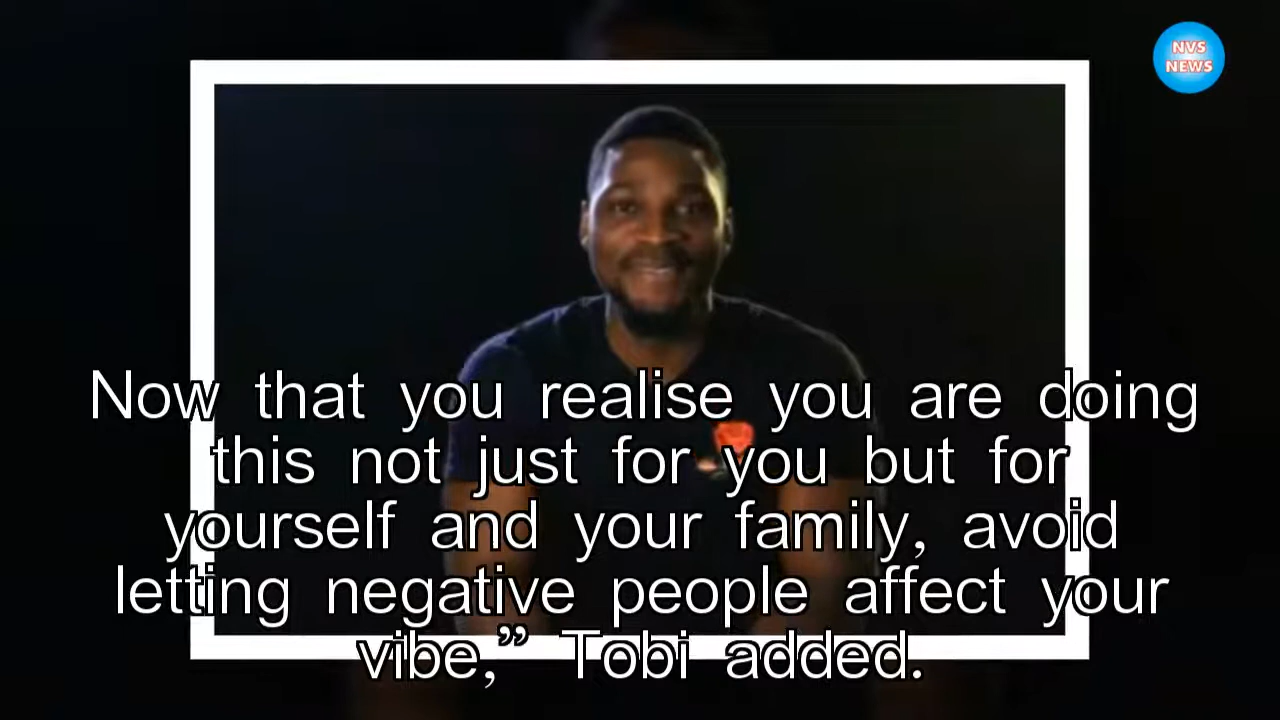 NVS
NEWS
Now that you realise you are doing
this not just for you but for
yourself and your family, avoid
letting negative people affect your
vibe,” Tobi added.